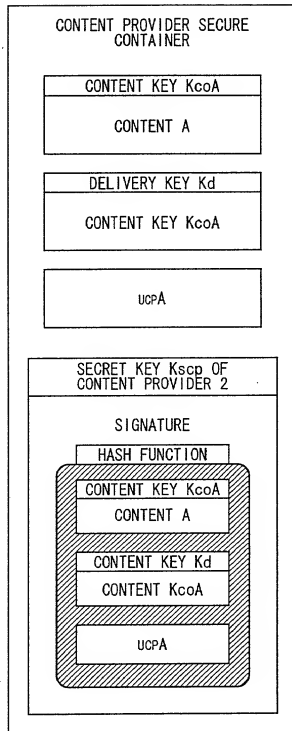 CONTENT PROVIDER SECURE
CONTAINER
CONTENT KEY KcoA
CONTENT A
DELIVERY KEY Kd
CONTENT KEY KcoA
UCPA
SECRET KEY Kscp OF
CONTENT PROVIDER 2
SIGNATURE
HASH FUNCTION
CONTENT KEY KcoA
CONTENT A
CONTENT KEY Kd
CONTENT KcoA
UCPA